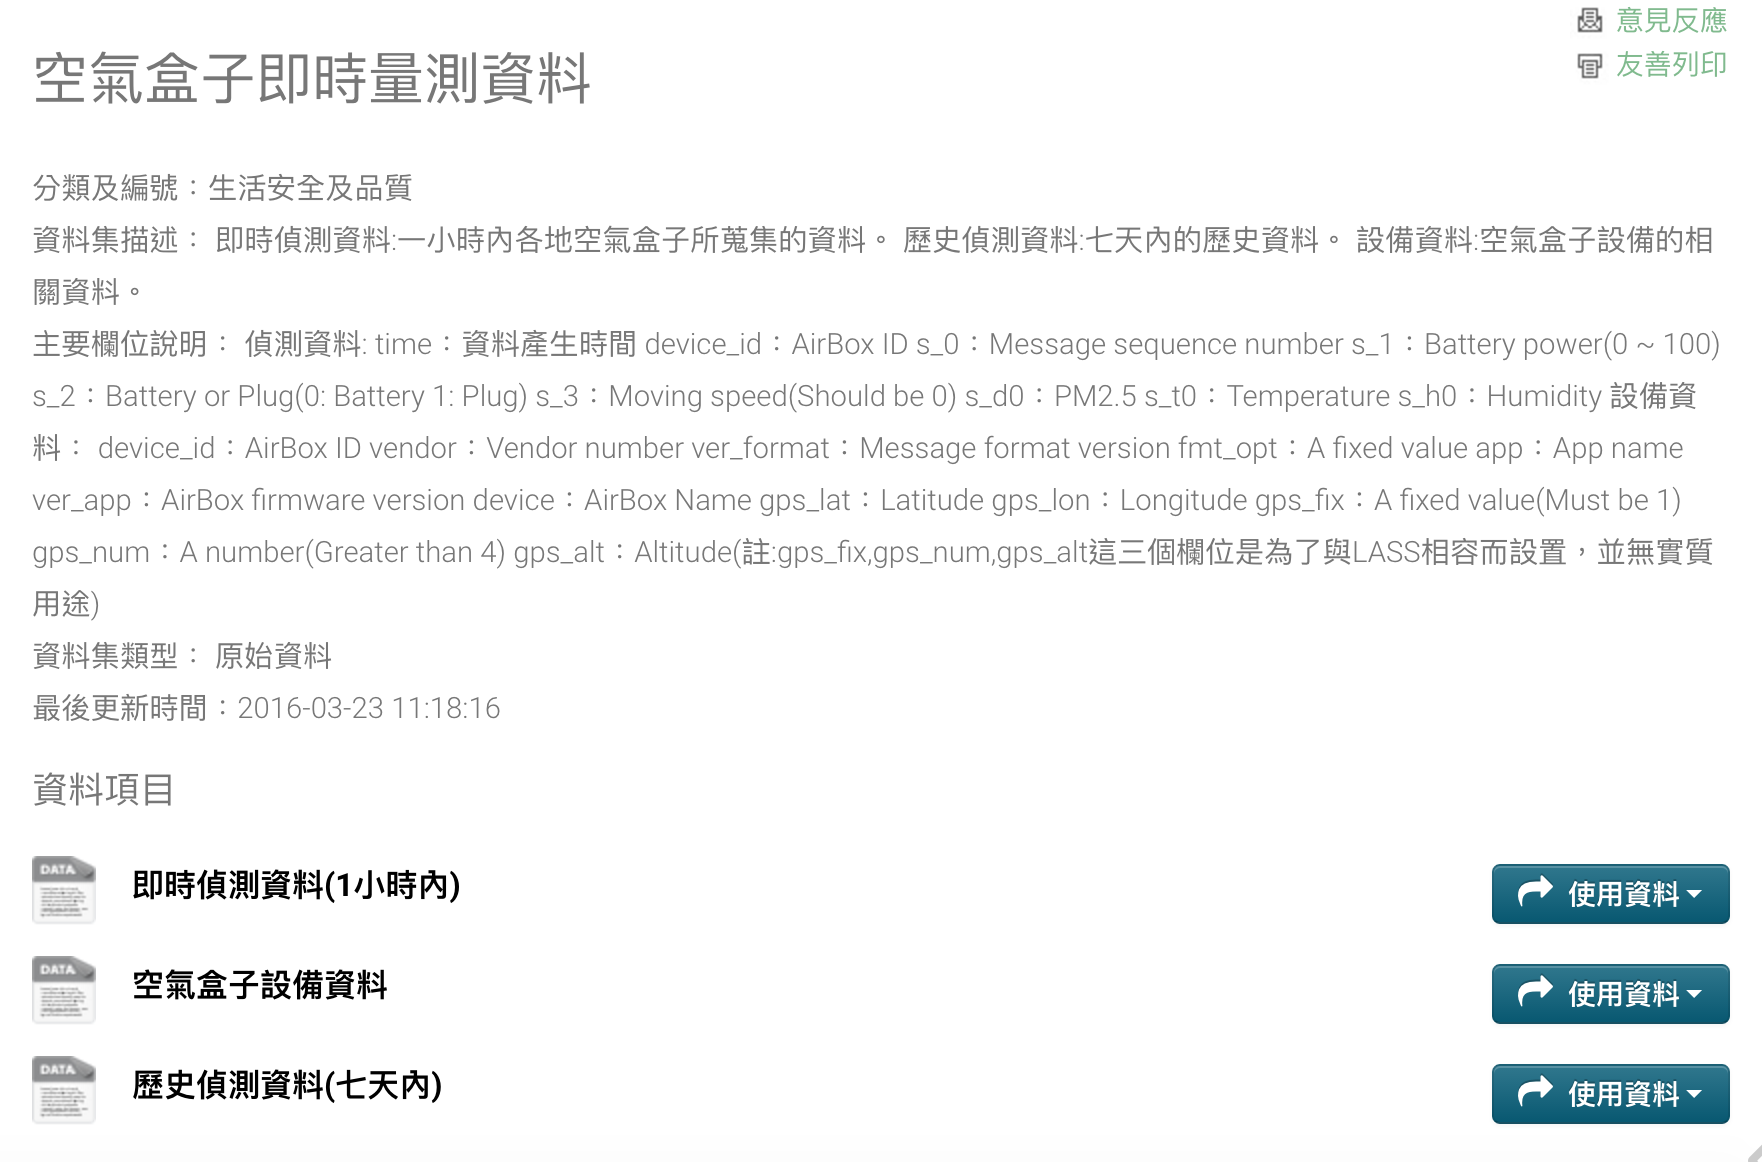 意見反應
友善列印
空氣盒子即時量測資料
分類及編號：生活安全及品質
資料集描述： 即時偵測資料:一小時內各地空氣盒子所蒐集的資料。 歷史偵測資料:七天內的歷史資料。 設備資料:空氣盒子設備的相
關資料。
主要欄位說明： 偵測資料: time：資料產生時間 device_id：AirBox ID s_0：Message sequence number s_1：Battery power(0 ~ 100)
s_2：Battery or Plug(0: Battery 1: Plug) s_3：Moving speed(Should be 0) s_d0：PM2.5 s_t0：Temperature s_h0：Humidity 設備資
料： device_id：AirBox ID vendor：Vendor number ver_format：Message format version fmt_opt：A fixed value app：App name
ver_app：AirBox firmware version device：AirBox Name gps_lat：Latitude gps_lon：Longitude gps_fix：A fixed value(Must be 1)
gps_num：A number(Greater than 4) gps_alt：Altitude(註:gps_fix,gps_num,gps_alt這三個欄位是為了與LASS相容而設置，並無實質
用途)
資料集類型： 原始資料
最後更新時間：2016-03-23 11:18:16
資料項目
DATA
即時偵測資料(1小時內)
使用資料
DATA
空氣盒子設備資料
使用資料
DATA
歷史偵測資料(七天內)
使用資料